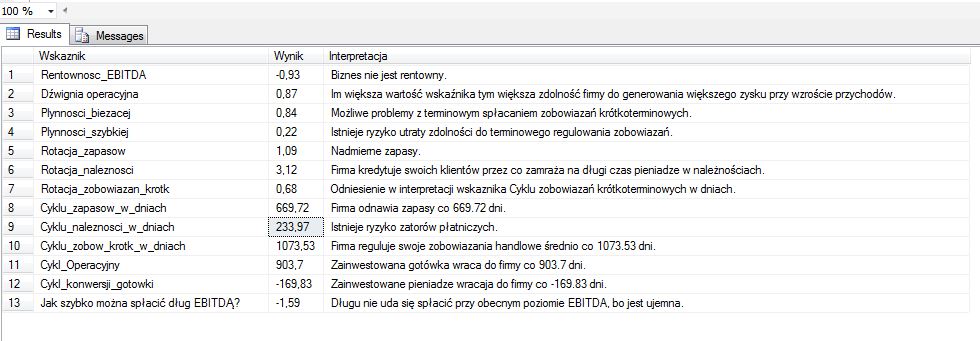 100 %
Results Messages
Wskaznik Wynik Interpretacja
1 Rentownosc_EBITDA -0,93 Biznes nie jest rentowny.
2 Dźwignia operacyjna 0,87 Im większa wartość wskaźnika tym większa zdolność firmy do generowania większego zysku przy wzroście przychodów.
3 Plynnosci_biezacej 0,84 Możliwe problemy z terminowym spłacaniem zobowiazań krótkoteminowych.
4 Plynnosci_szybkiej 0,22 Istnieje ryzyko utraty zdolności do terminowego regulowania zobowiazań.
5 Rotacja_zapasow 1,09 Nadmierne zapasy.
6 Rotacja_naleznosci 3,12 Firma kredytuje swoich klientów przez co zamraża na długi czas pieniadze w należnościach.
7 Rotacja_zobowiazan_krotk 0,68 Odniesienie w interpretacji wskaznika Cyklu zobowiazań krótkoterminowych w dniach.
8 Cyklu_zapasow_w_dniach 669,72 Firma odnawia zapasy co 669.72 dni.
9 Cyklu_naleznosci_w_dniach 233,97 Istnieje ryzyko zatorów płatniczych.
10 Cyklu_zobow_krotk_w_dniach 1073,53 Firma reguluje swoje zobowiazania handlowe średnio co 1073.53 dni.
11 Cykl_Operacyjny 903,7 Zainwestowana gotówka wraca do firmy co 903.7 dni.
12 Cykl_konwersji_gotowki -169,83 Zainwestowane pieniadze wracaja do firmy co -169.83 dni.
13 Jak szybko można spłacić dług EBITDĄ? -1,59 Długu nie uda się spłacić przy obecnym poziomie EBITDA, bo jest ujemna.